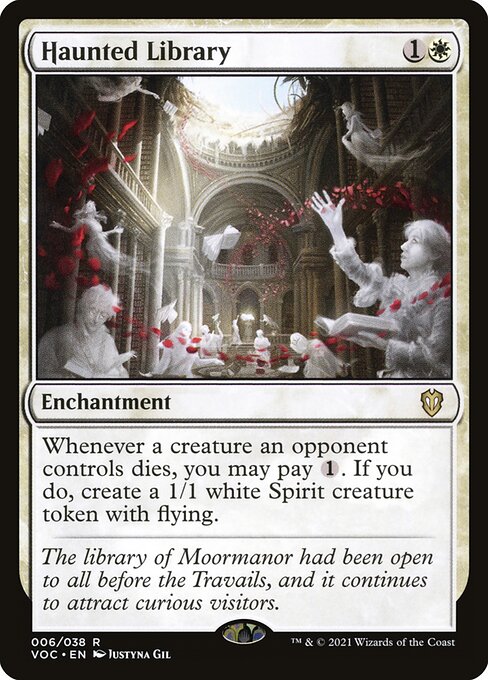 Haunted Library 1
Enchantment
Whenever a creature an opponent
controls dies, you may pay 1. If you
do, create a 1/1 white Spirit creature
token with flying.
The library of Moormanor had been open
to all before the Travails, and it continues
to attract curious visitors.
006/038 R
VOC • EN Justyna Gil
™ & © 2021 Wizards of the Coast